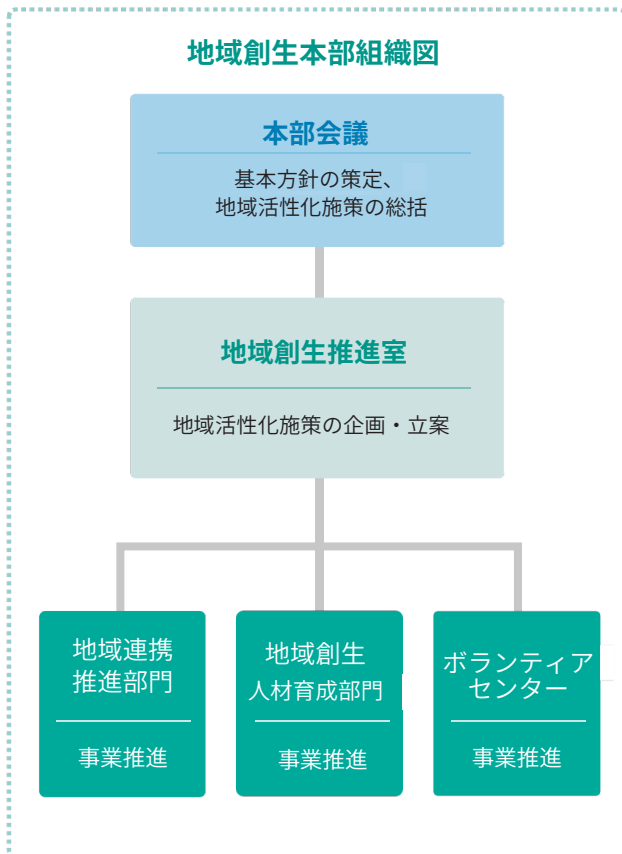 地域創生本部組織図
本部会議
基本方針の策定、
地域活性化施策の総括
地域創生推進室
地域活性化施策の企画・立案
地域連携
推進部門
事業推進
地域創生
人材育成部門
事業推進
ボランティア
センター
事業推進